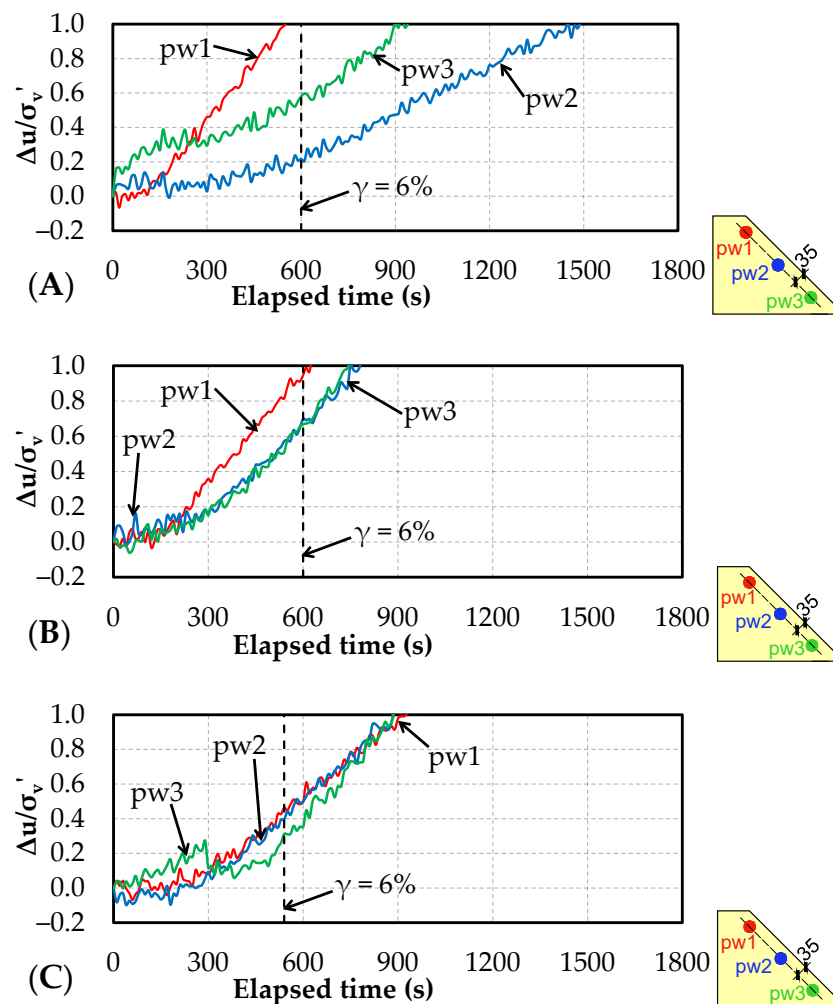 1.0
0.8
0.6
0.4
0.2
0.0
–0.2
Δu/σv'
pw1
pw3
pw2
γ = 6%
0 300 600 900 1200 1500 1800
Elapsed time (s)
(A)
pw1
pw2
pw3
35
1.0
0.8
0.6
0.4
0.2
0.0
–0.2
Δu/σv'
pw1
pw2
pw3
γ = 6%
0 300 600 900 1200 1500 1800
Elapsed time (s)
(B)
pw1
pw2
pw3
35
1.0
0.8
0.6
0.4
0.2
0.0
–0.2
Δu/σv'
pw2
pw3
pw1
γ = 6%
0 300 600 900 1200 1500 1800
Elapsed time (s)
(C)
pw1
pw2
pw3
35